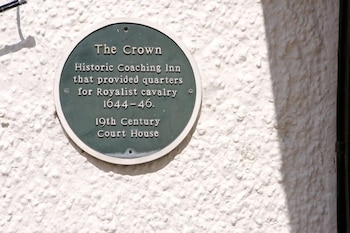 The Crown
Historic Coaching Inn
that provided quarters
for Royalist cavalry
1644-46.
19th Century
Court House